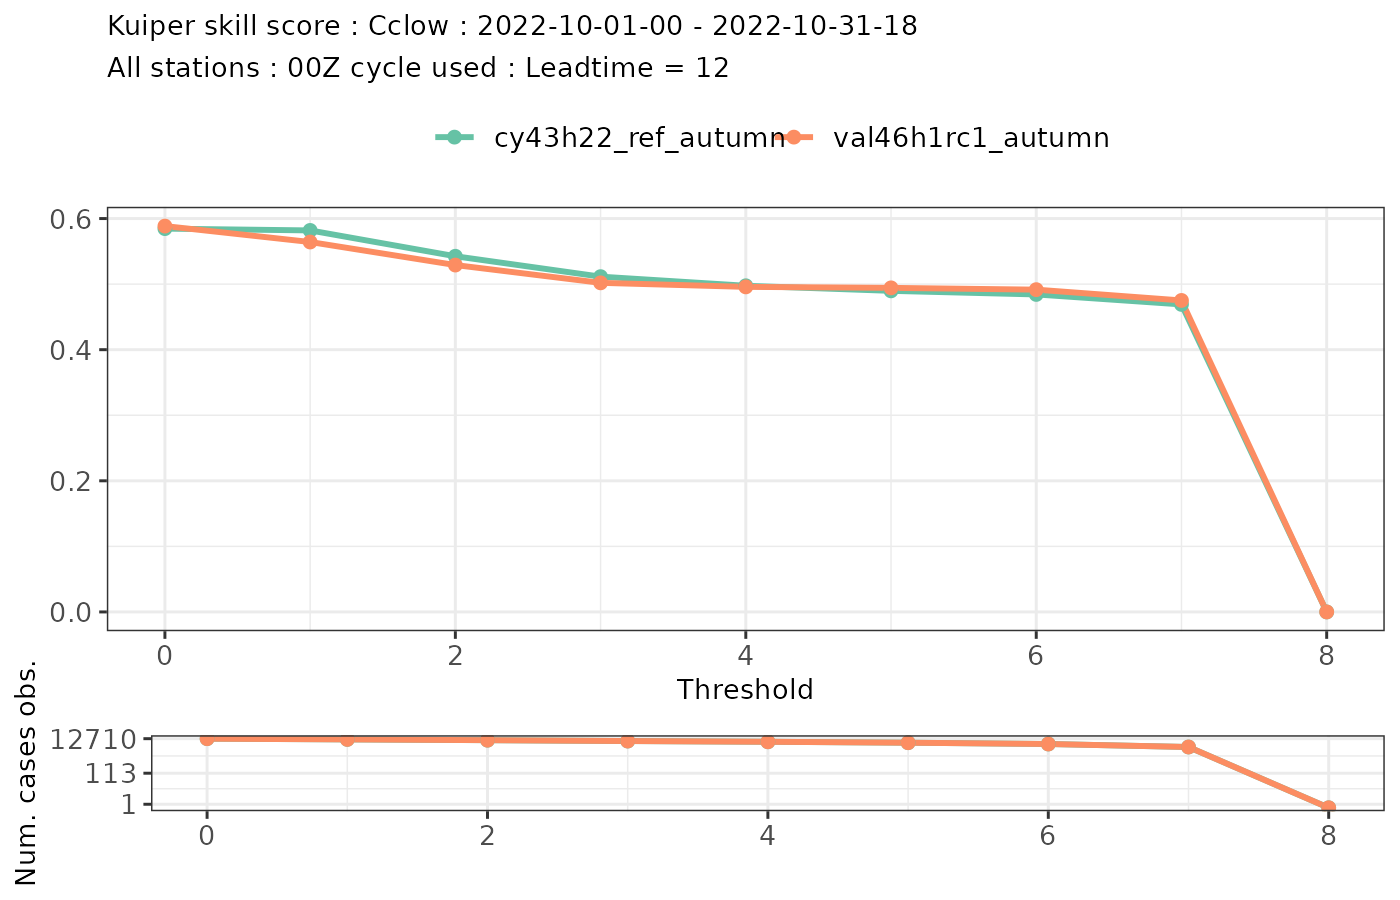 Kuiper skill score : Cclow : 2022-10-01-00 - 2022-10-31-18
All stations : 00Z cycle used : Leadtime = 12
cy43h22_ref_autumn val46h1rc1_autumn
0.6
0.4
0.2
0.0
0 2 4 6 8
Threshold
Num. cases obs.
12710
113
1
0 2 4 6 8